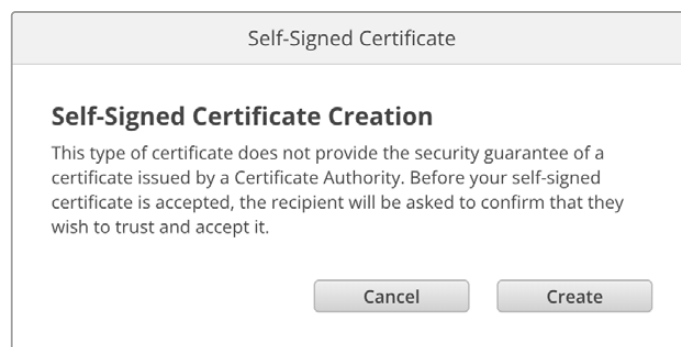 Self-Signed Certificate
Self-Signed Certificate Creation
This type of certificate does not provide the security guarantee of a
certificate issued by a Certificate Authority. Before your self-signed
certificate is accepted, the recipient will be asked to confirm that they
wish to trust and accept it.
Cancel Create